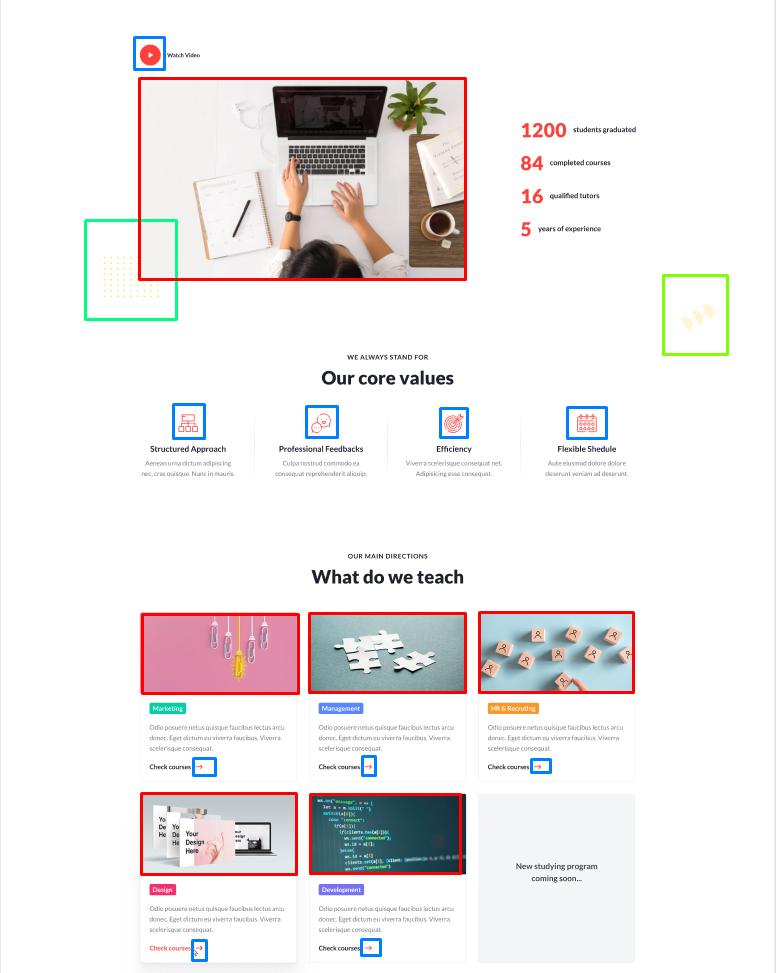 Watch Video
1200 students graduated
84 completed courses
16 qualified tutors
5 years of experience
WE ALWAYS STAND FOR
Our core values
Structured Approach
Aenean urna dictum adipiscing
nec, cras quisque. Nunc in mauris.
Professional Feedbacks
Culpa nostrud commodo ea
consequat reprehenderit aliquip.
Efficiency
Viverra scelerisque consequat net.
Adipisicing esse consequat.
Flexible Shedule
Aute eiusmod dolore dolore
deserunt veniam ad deserunt.
OUR MAIN DIRECTIONS
What do we teach
Marketing
Odio posuere netus quisque faucibus lectus arcu
donec. Eget dictum eu viverra faucibus. Viverra
scelerisque consequat.
Check courses →
Management
Odio posuere netus quisque faucibus lectus arcu
donec. Eget dictum eu viverra faucibus. Viverra
scelerisque consequat.
Check courses →
HR & Recruting
Odio posuere netus quisque faucibus lectus arcu
donec. Eget dictum eu viverra faucibus. Viverra
scelerisque consequat.
Check courses →
Your
Design
Here
Design
Odio posuere netus quisque faucibus lectus arcu
donec. Eget dictum eu viverra faucibus. Viverra
scelerisque consequat.
Check courses →
Development
Odio posuere netus quisque faucibus lectus arcu
donec. Eget dictum eu viverra faucibus. Viverra
scelerisque consequat.
Check courses →
New studying program
coming soon...